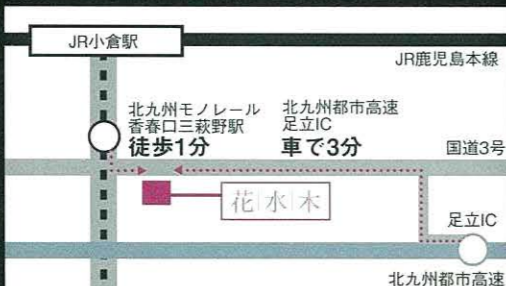 JR小倉駅
JR鹿児島本線
北九州モノレール
香春口三萩野駅
徒歩1分
北九州都市高速
足立IC
車で3分
国道3号
花水木
足立IC
北九州都市高速